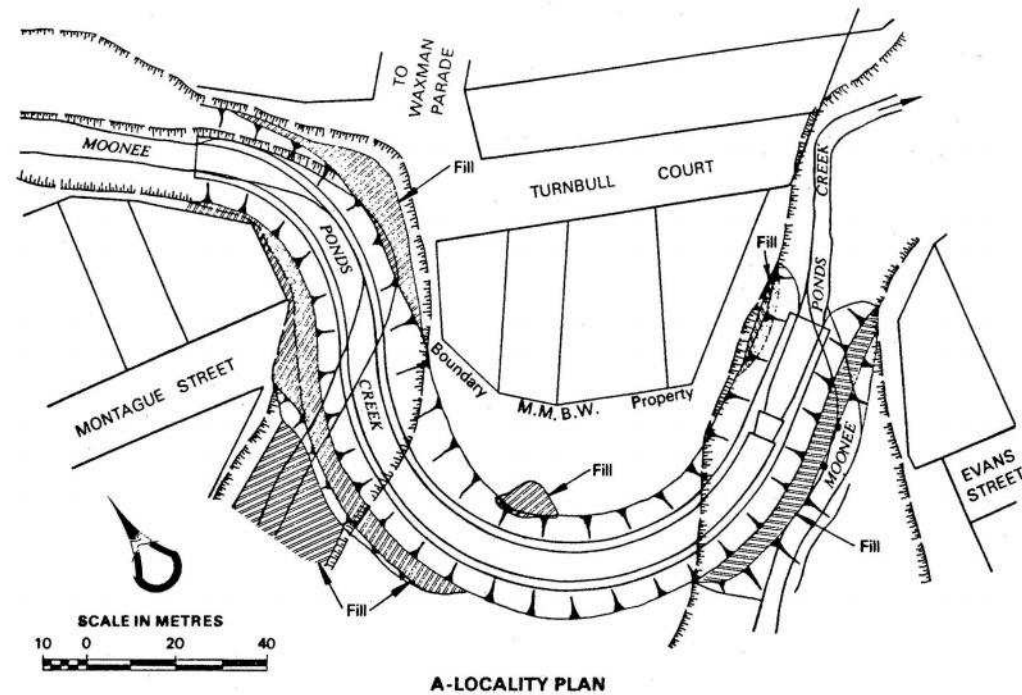 TO
WAXMAN
PARADE
MOONEE
Fill
TURNBULL COURT
CREEK
PONDS
Fill
PONDS
MONTAGUE STREET
CREEK
Boundary
M.M.B.W. Property
MOONEE
EVANS
STREET
Fill
Fill
Fill
SCALE IN METRES
10 0 20 40
A-LOCALITY PLAN